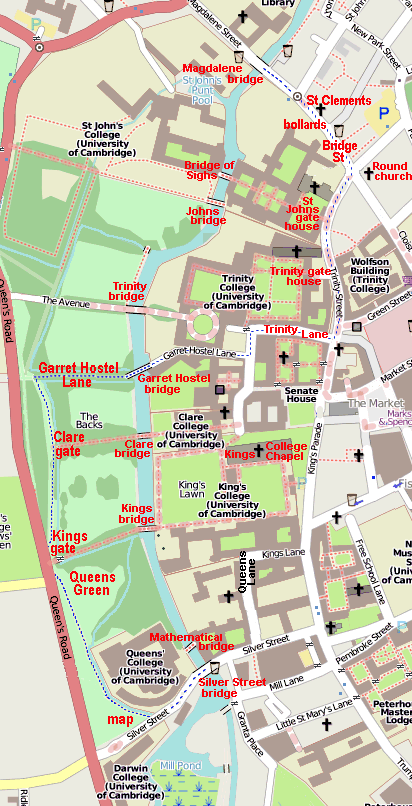 Library
Magdalene Street
St John's
New Park Street
Magdalene
bridge
St John's
Punt
Pool
St Clements
P
bollards
St John's
College
(University
of Cambridge)
Bridge
St
Bridge of
Sighs
Round
church
St
Johns
gate
house
Johns
bridge
Trinity gate
house
Wolfson
Building
(Trinity
College)
Trinity
College
(University
of Cambridge)
Trinity
bridge
Queen's Road
The Avenue
Trinity Street
Green Street
Trinity Lane
Garret-Hostel Lane
Garret Hostel
Lane
Market S
Garret Hostel
bridge
Senate
House
The Market
Marks
& Spenc
The
Backs
Clare
College
(University
of Cambridge)
Clare
gate
Clare
bridge
King's Parade
Kings College
Chapel
King's
Lawn
King's
College
(University
of Cambridge)
P
Kings
bridge
Kings
gate
Kings Lane
Queens
Lane
Free School Lane
Queens
Green
Queen's Road
Mathematical
bridge
Silver Street
Pembroke Street
Queens'
College
(University
of Cambridge)
Silver Street
bridge
Mill Lane
map
Silver Street
Little St Mary's Lane
Granta Place
Mill Pond
Darwin
College
(University
of Cambridge)